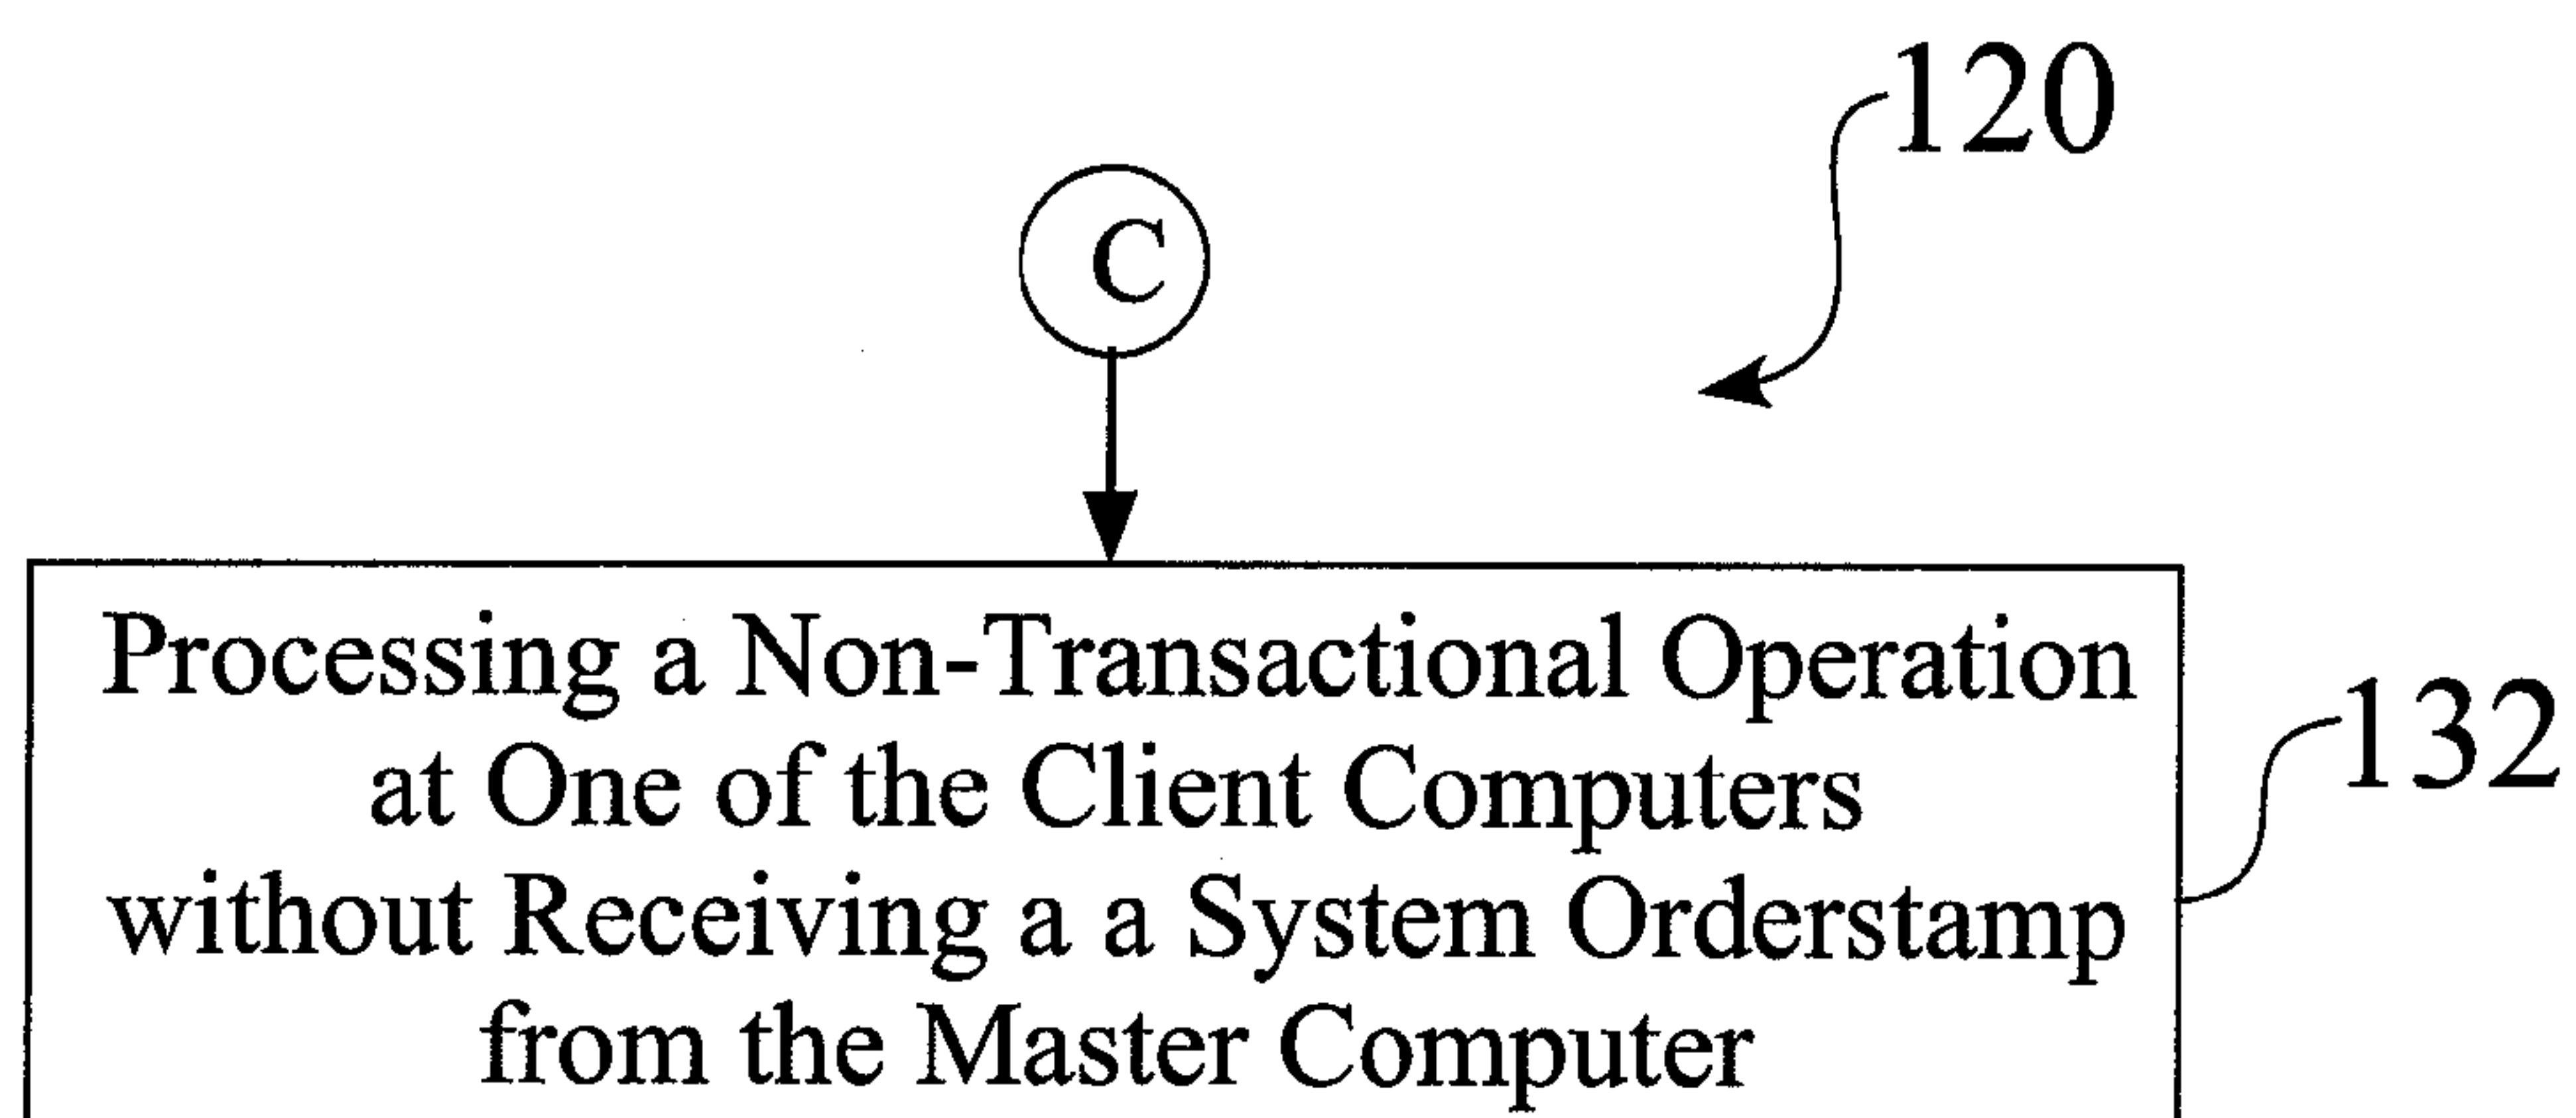 120
C
Processing a Non-Transactional Operation
at One of the Client Computers
without Receiving a a System Orderstamp
from the Master Computer
132